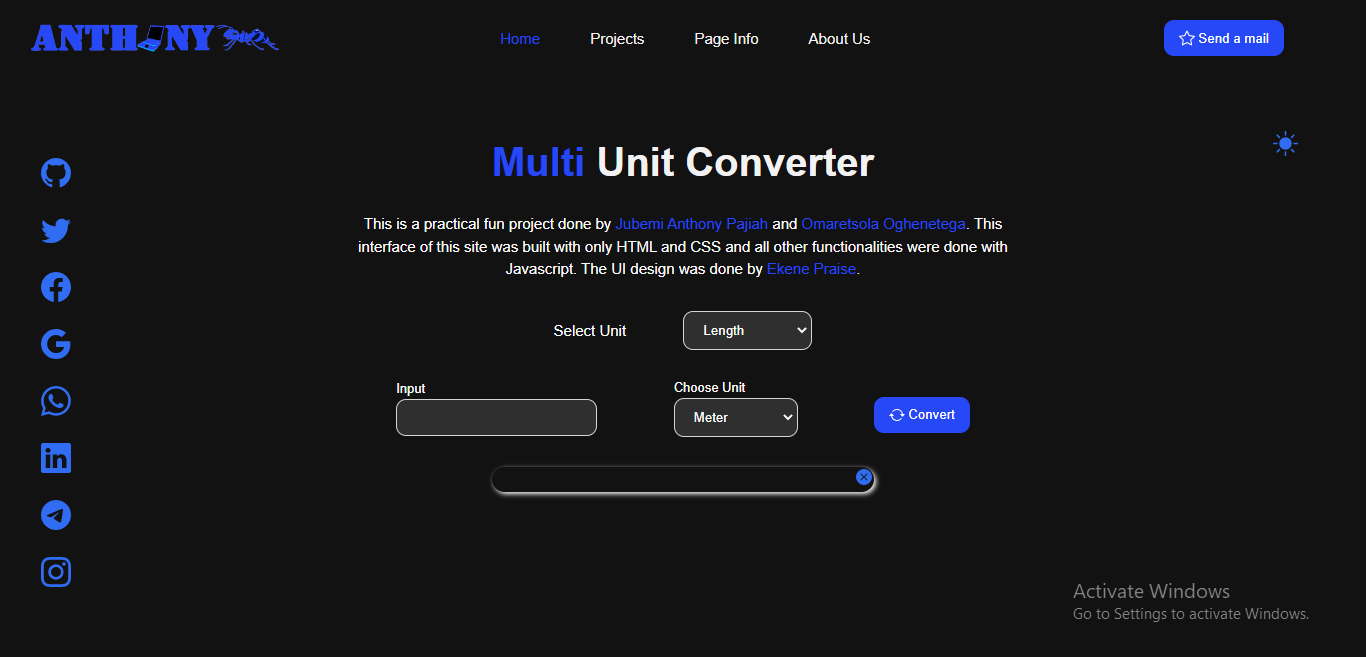 ANTHONY
Home Projects Page Info About Us
Send a mail
Multi Unit Converter
This is a practical fun project done by Jubemi Anthony Pajiah and Omaretsola Oghenetega. This
interface of this site was built with only HTML and CSS and all other functionalities were done with
Javascript. The UI design was done by Ekene Praise.
Select Unit Length
Input
Choose Unit
Meter
Convert
Activate Windows
Go to Settings to activate Windows.